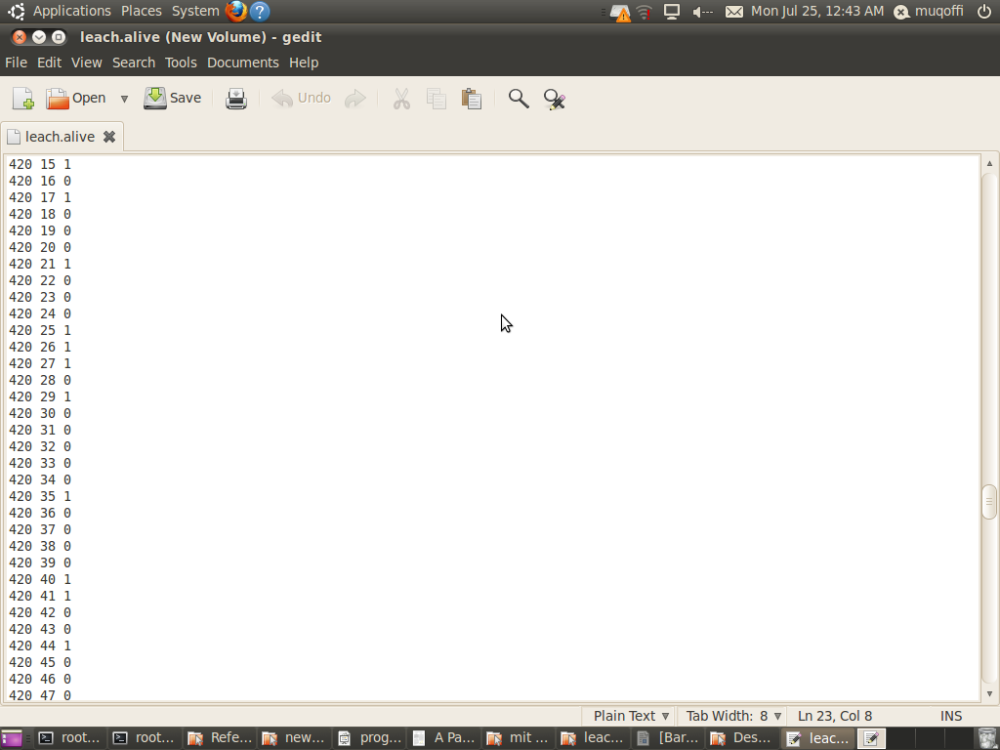 Applications Places System Mon Jul 25, 12:43 AM muqoffi
leach.alive (New Volume) - gedit
File Edit View Search Tools Documents Help
Open Save Undo
leach.alive
420 15 1
420 16 0
420 17 1
420 18 0
420 19 0
420 20 0
420 21 1
420 22 0
420 23 0
420 24 0
420 25 1
420 26 1
420 27 1
420 28 0
420 29 1
420 30 0
420 31 0
420 32 0
420 33 0
420 34 0
420 35 1
420 36 0
420 37 0
420 38 0
420 39 0
420 40 1
420 41 1
420 42 0
420 43 0
420 44 1
420 45 0
420 46 0
420 47 0
Plain Text Tab Width: 8 Ln 23, Col 8 INS
root... root... Refe... new... prog... A Pa... mit ... leac... [Bar... Des... leac...